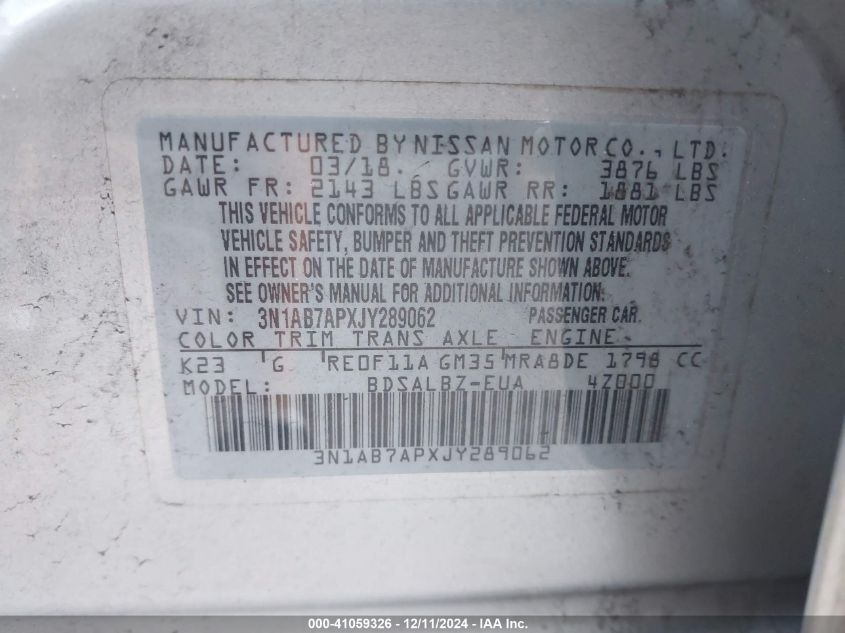 MANUFACTURED BY NISSAN MOTOR CO., LTD.
DATE: 03/18. GVWR: 3876 LBS
GAWR FR: 2143 LBS GAWR RR: 1881 LBS
THIS VEHICLE CONFORMS TO ALL APPLICABLE FEDERAL MOTOR
VEHICLE SAFETY, BUMPER AND THEFT PREVENTION STANDARDS
IN EFFECT ON THE DATE OF MANUFACTURE SHOWN ABOVE.
SEE OWNER'S MANUAL FOR ADDITIONAL INFORMATION.
VIN: 3N1AB7APXJY289062 PASSENGER CAR.
COLOR TRIM TRANS AXLE ENGINE
K23 G RE0F11A GM35 MRA8DE 1798 CC
MODEL: BDSALBZ-EUA 4Z000
3N1AB7APXJY289062
000-41059326 - 12/11/2024 - IAA Inc.